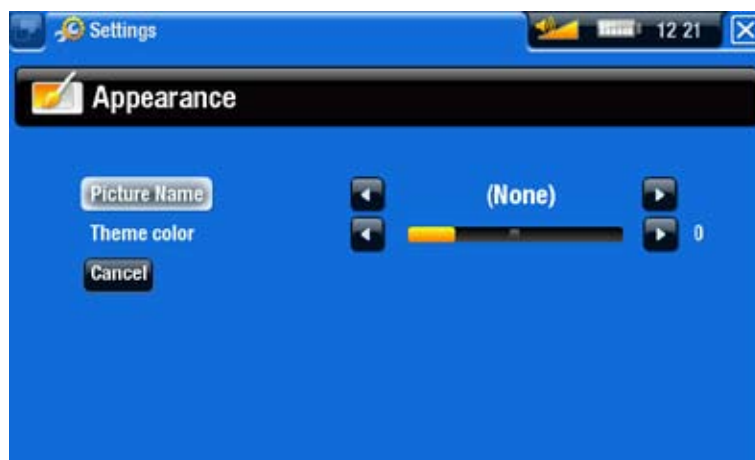 Settings
12 21
Appearance
Picture Name
(None)
Theme color
0
Cancel